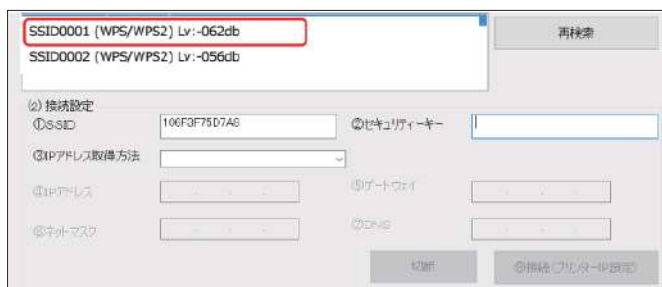 SSID0001 (WPS/WPS2) Lv:-062db
SSID0002 (WPS/WPS2) Lv:-056db
再検索
(2) 接続設定
①SSID 106F3F75D7A6 ②セキュリティーキー
③IPアドレス取得方法
④IPアドレス ⑤ゲートウェイ
⑥ネットマスク ⑦DNS
切断 ⑧接続(プリンターIP設定)